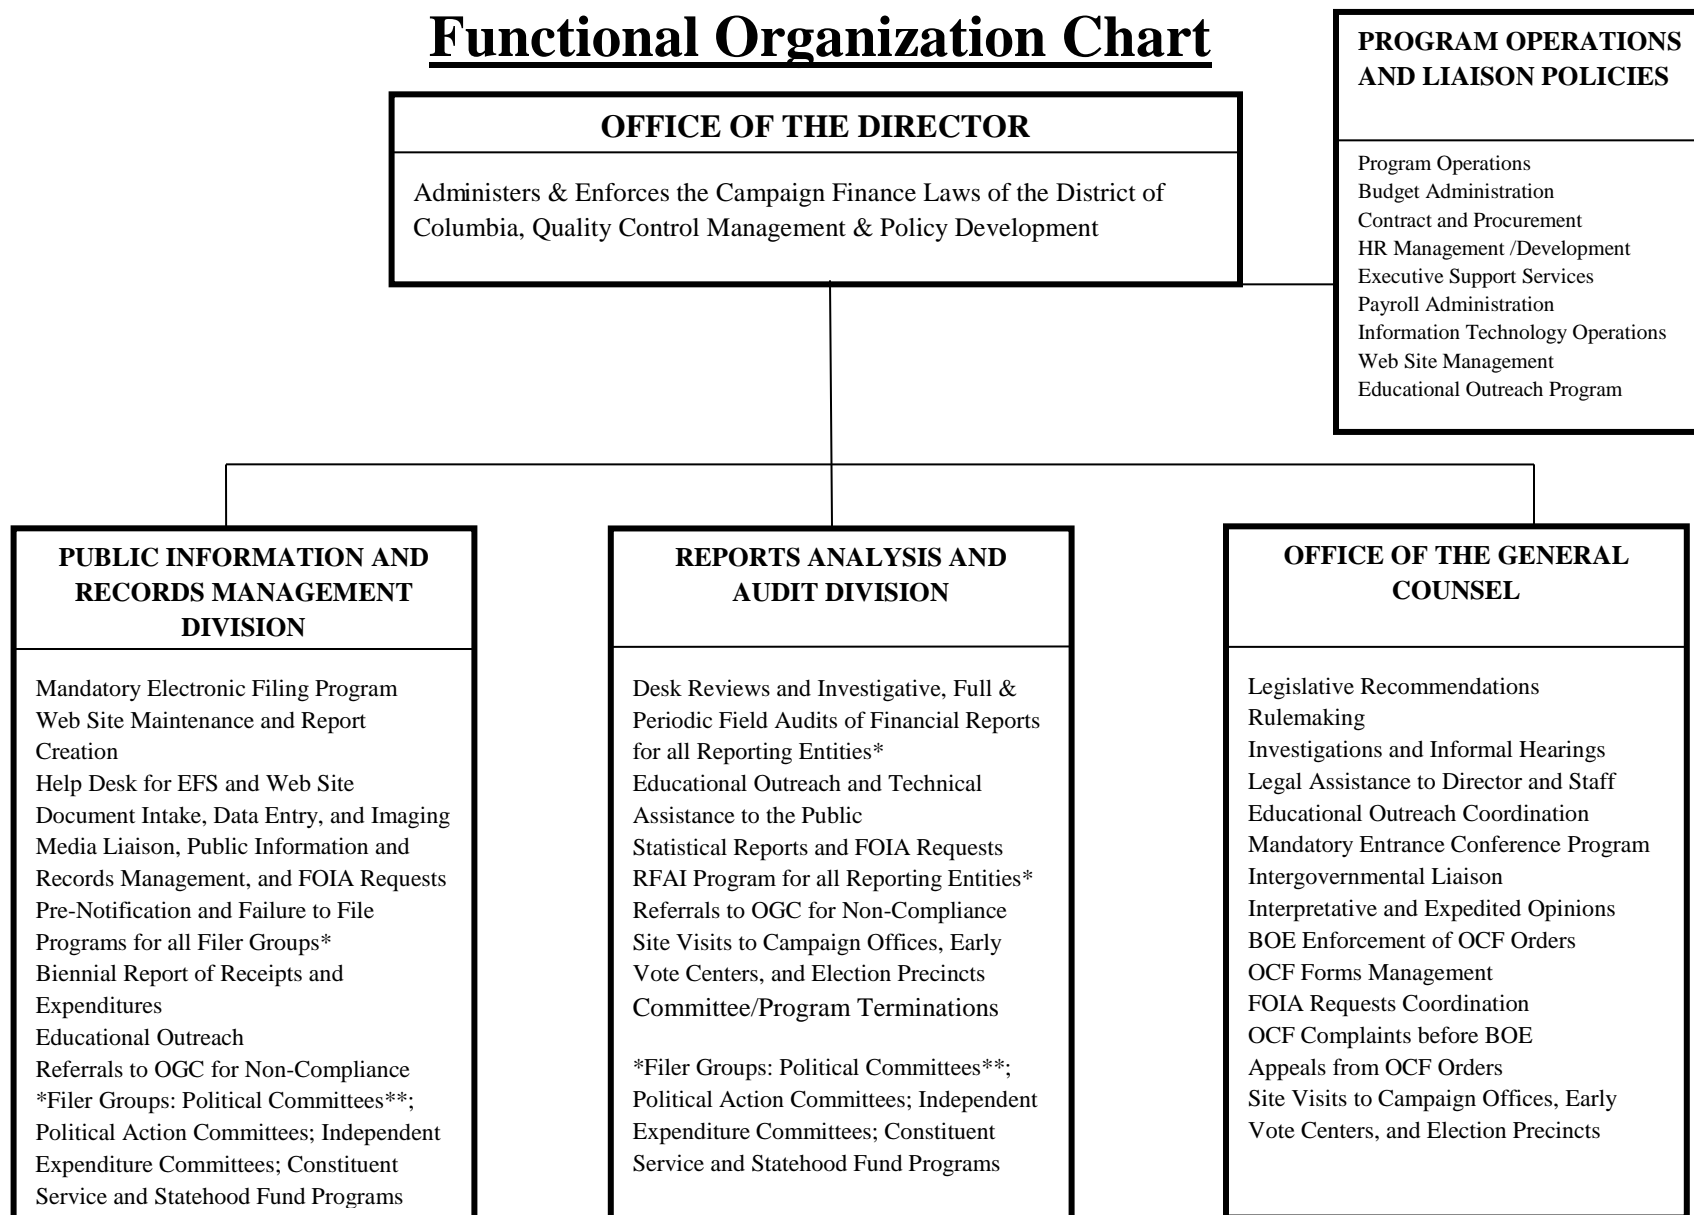 Functional Organization Chart
PROGRAM OPERATIONS
AND LIAISON POLICIES
Program Operations
Budget Administration
Contract and Procurement
HR Management /Development
Executive Support Services
Payroll Administration
Information Technology Operations
Web Site Management
Educational Outreach Program
OFFICE OF THE DIRECTOR
Administers & Enforces the Campaign Finance Laws of the District of
Columbia, Quality Control Management & Policy Development
PUBLIC INFORMATION AND
RECORDS MANAGEMENT
DIVISION
Mandatory Electronic Filing Program
Web Site Maintenance and Report
Creation
Help Desk for EFS and Web Site
Document Intake, Data Entry, and Imaging
Media Liaison, Public Information and
Records Management, and FOIA Requests
Pre-Notification and Failure to File
Programs for all Filer Groups*
Biennial Report of Receipts and
Expenditures
Educational Outreach
Referrals to OGC for Non-Compliance
*Filer Groups: Political Committees**;
Political Action Committees; Independent
Expenditure Committees; Constituent
Service and Statehood Fund Programs
REPORTS ANALYSIS AND
AUDIT DIVISION
Desk Reviews and Investigative, Full &
Periodic Field Audits of Financial Reports
for all Reporting Entities*
Educational Outreach and Technical
Assistance to the Public
Statistical Reports and FOIA Requests
RFAI Program for all Reporting Entities*
Referrals to OGC for Non-Compliance
Site Visits to Campaign Offices, Early
Vote Centers, and Election Precincts
Committee/Program Terminations
*Filer Groups: Political Committees**;
Political Action Committees; Independent
Expenditure Committees; Constituent
Service and Statehood Fund Programs
OFFICE OF THE GENERAL
COUNSEL
Legislative Recommendations
Rulemaking
Investigations and Informal Hearings
Legal Assistance to Director and Staff
Educational Outreach Coordination
Mandatory Entrance Conference Program
Intergovernmental Liaison
Interpretative and Expedited Opinions
BOE Enforcement of OCF Orders
OCF Forms Management
FOIA Requests Coordination
OCF Complaints before BOE
Appeals from OCF Orders
Site Visits to Campaign Offices, Early
Vote Centers, and Election Precincts